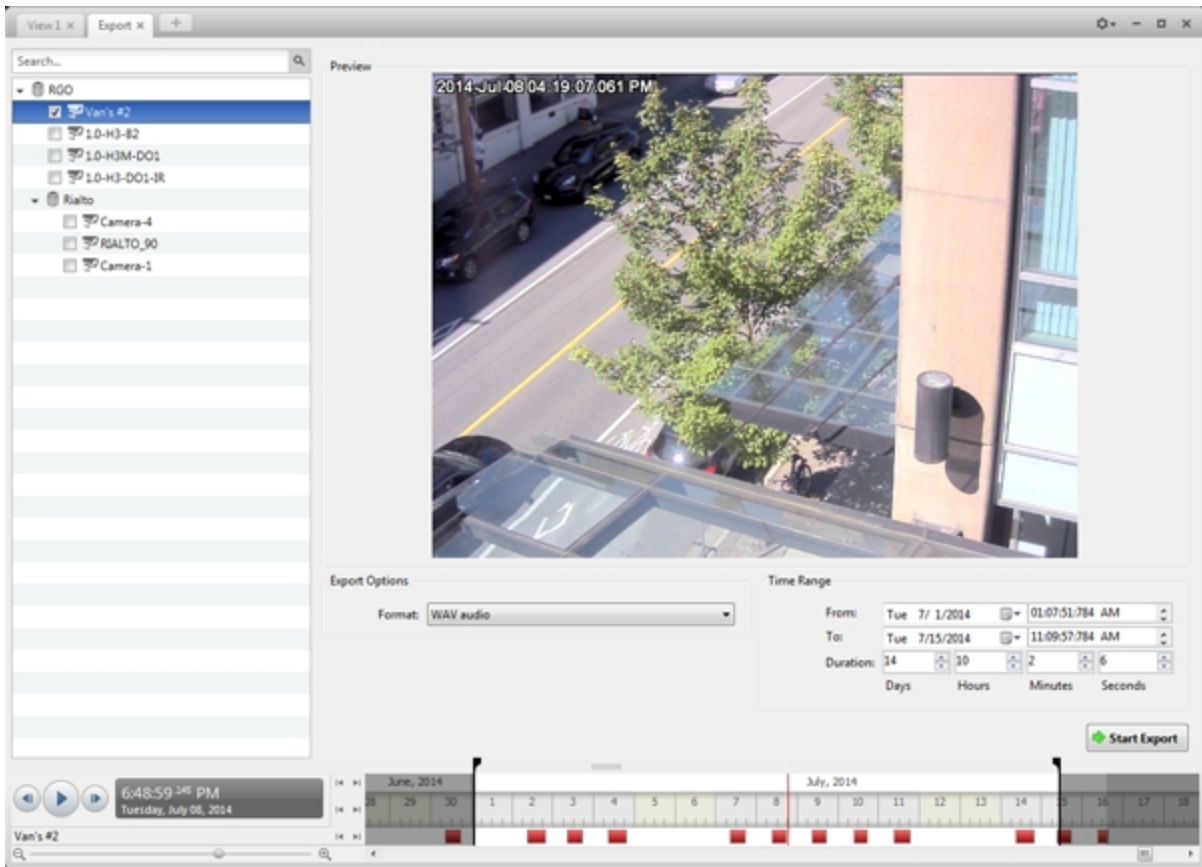 View 1
Export
Search...
RGO
Van's #2
1.0-H3-B2
1.0-H3M-DO1
1.0-H3-DO1-IR
Rialto
Camera-4
RIALTO_90
Camera-1
Preview
2014-Jul-08 04:19:07.061 PM
Export Options
Format: WAV audio
Time Range
From: Tue 7/ 1/2014 01:07:51:784 AM
To: Tue 7/15/2014 11:09:57:784 AM
Duration: 14 10 2 6
Days Hours Minutes Seconds
Start Export
6:48:59.245 PM
Tuesday, July 08, 2014
June, 2014 July, 2014
28 29 30 1 2 3 4 5 6 7 8 9 10 11 12 13 14 15 16 17 18
Van's #2